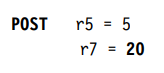 POST r5 = 5
r7 = 20